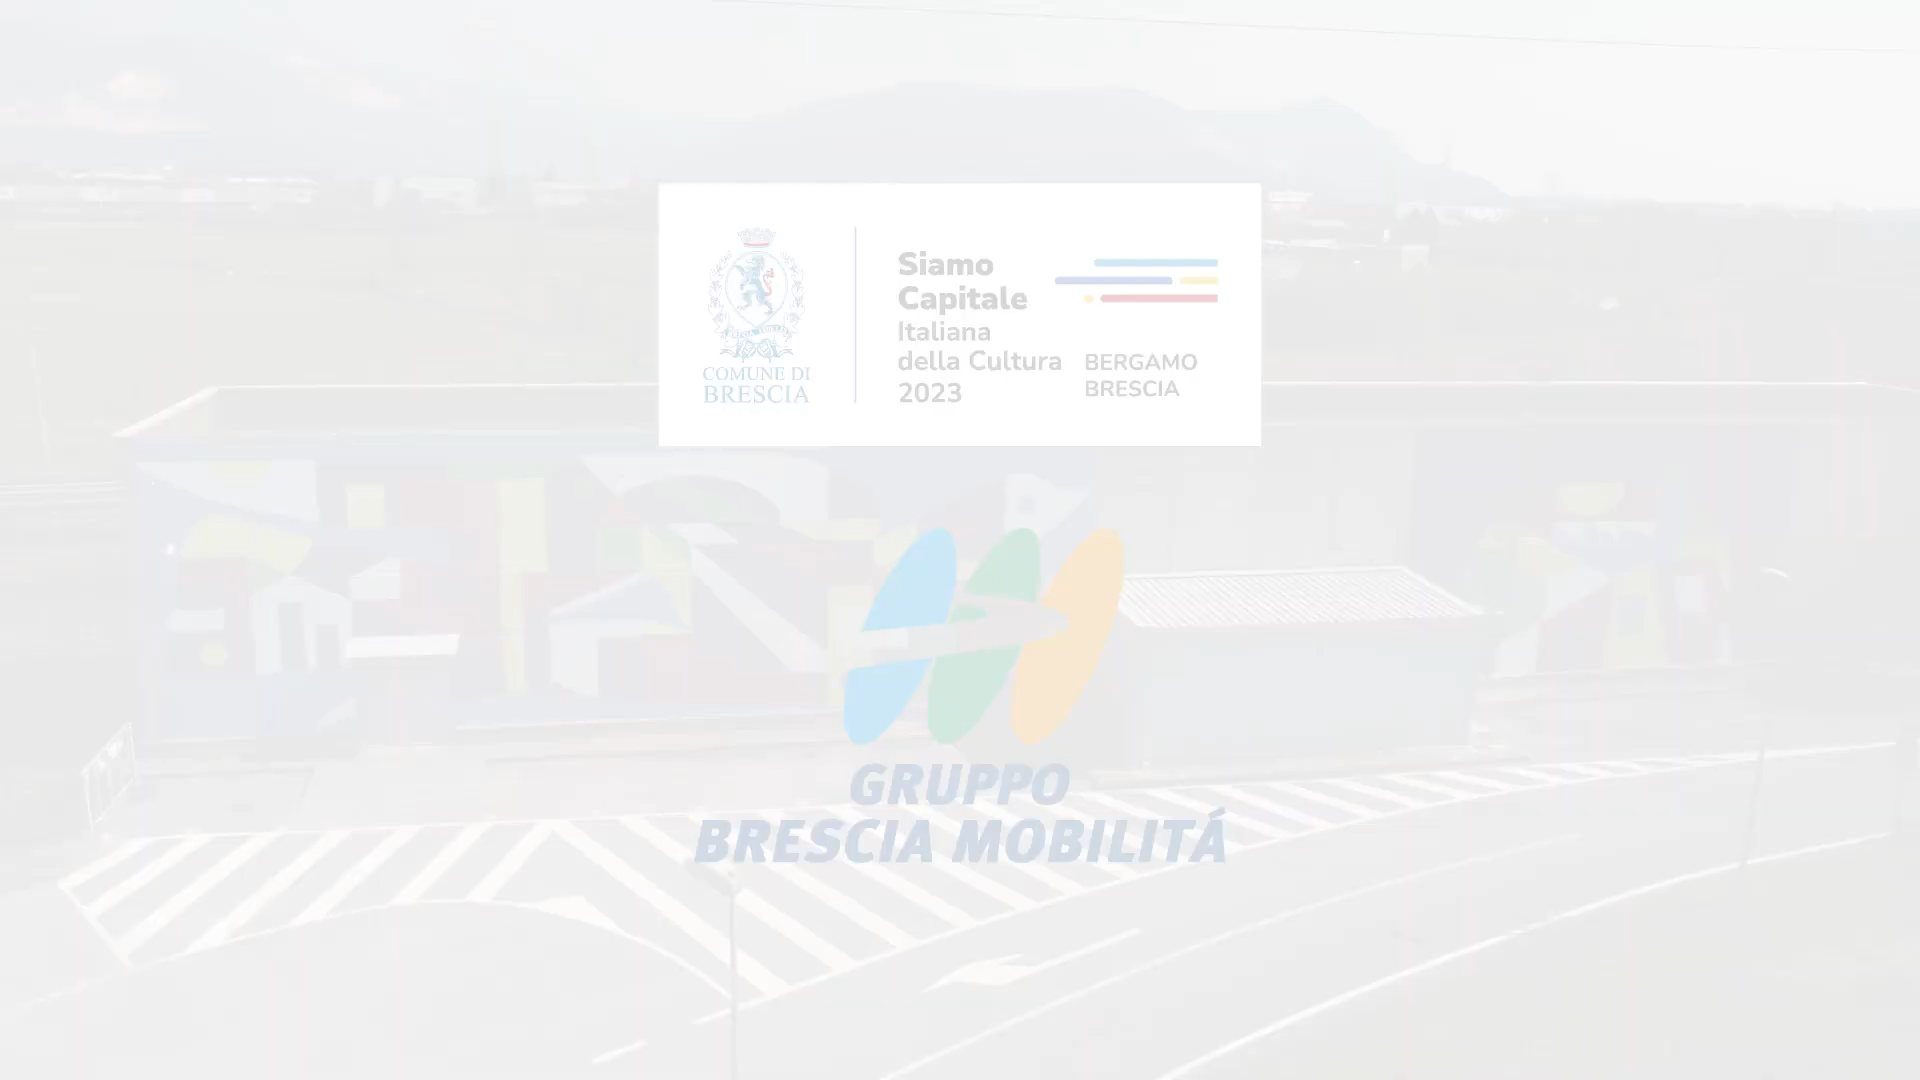 COMUNE DI
BRESCIA
Siamo
Capitale
Italiana
della Cultura
2023
BERGAMO
BRESCIA
GRUPPO
BRESCIA MOBILITÁ